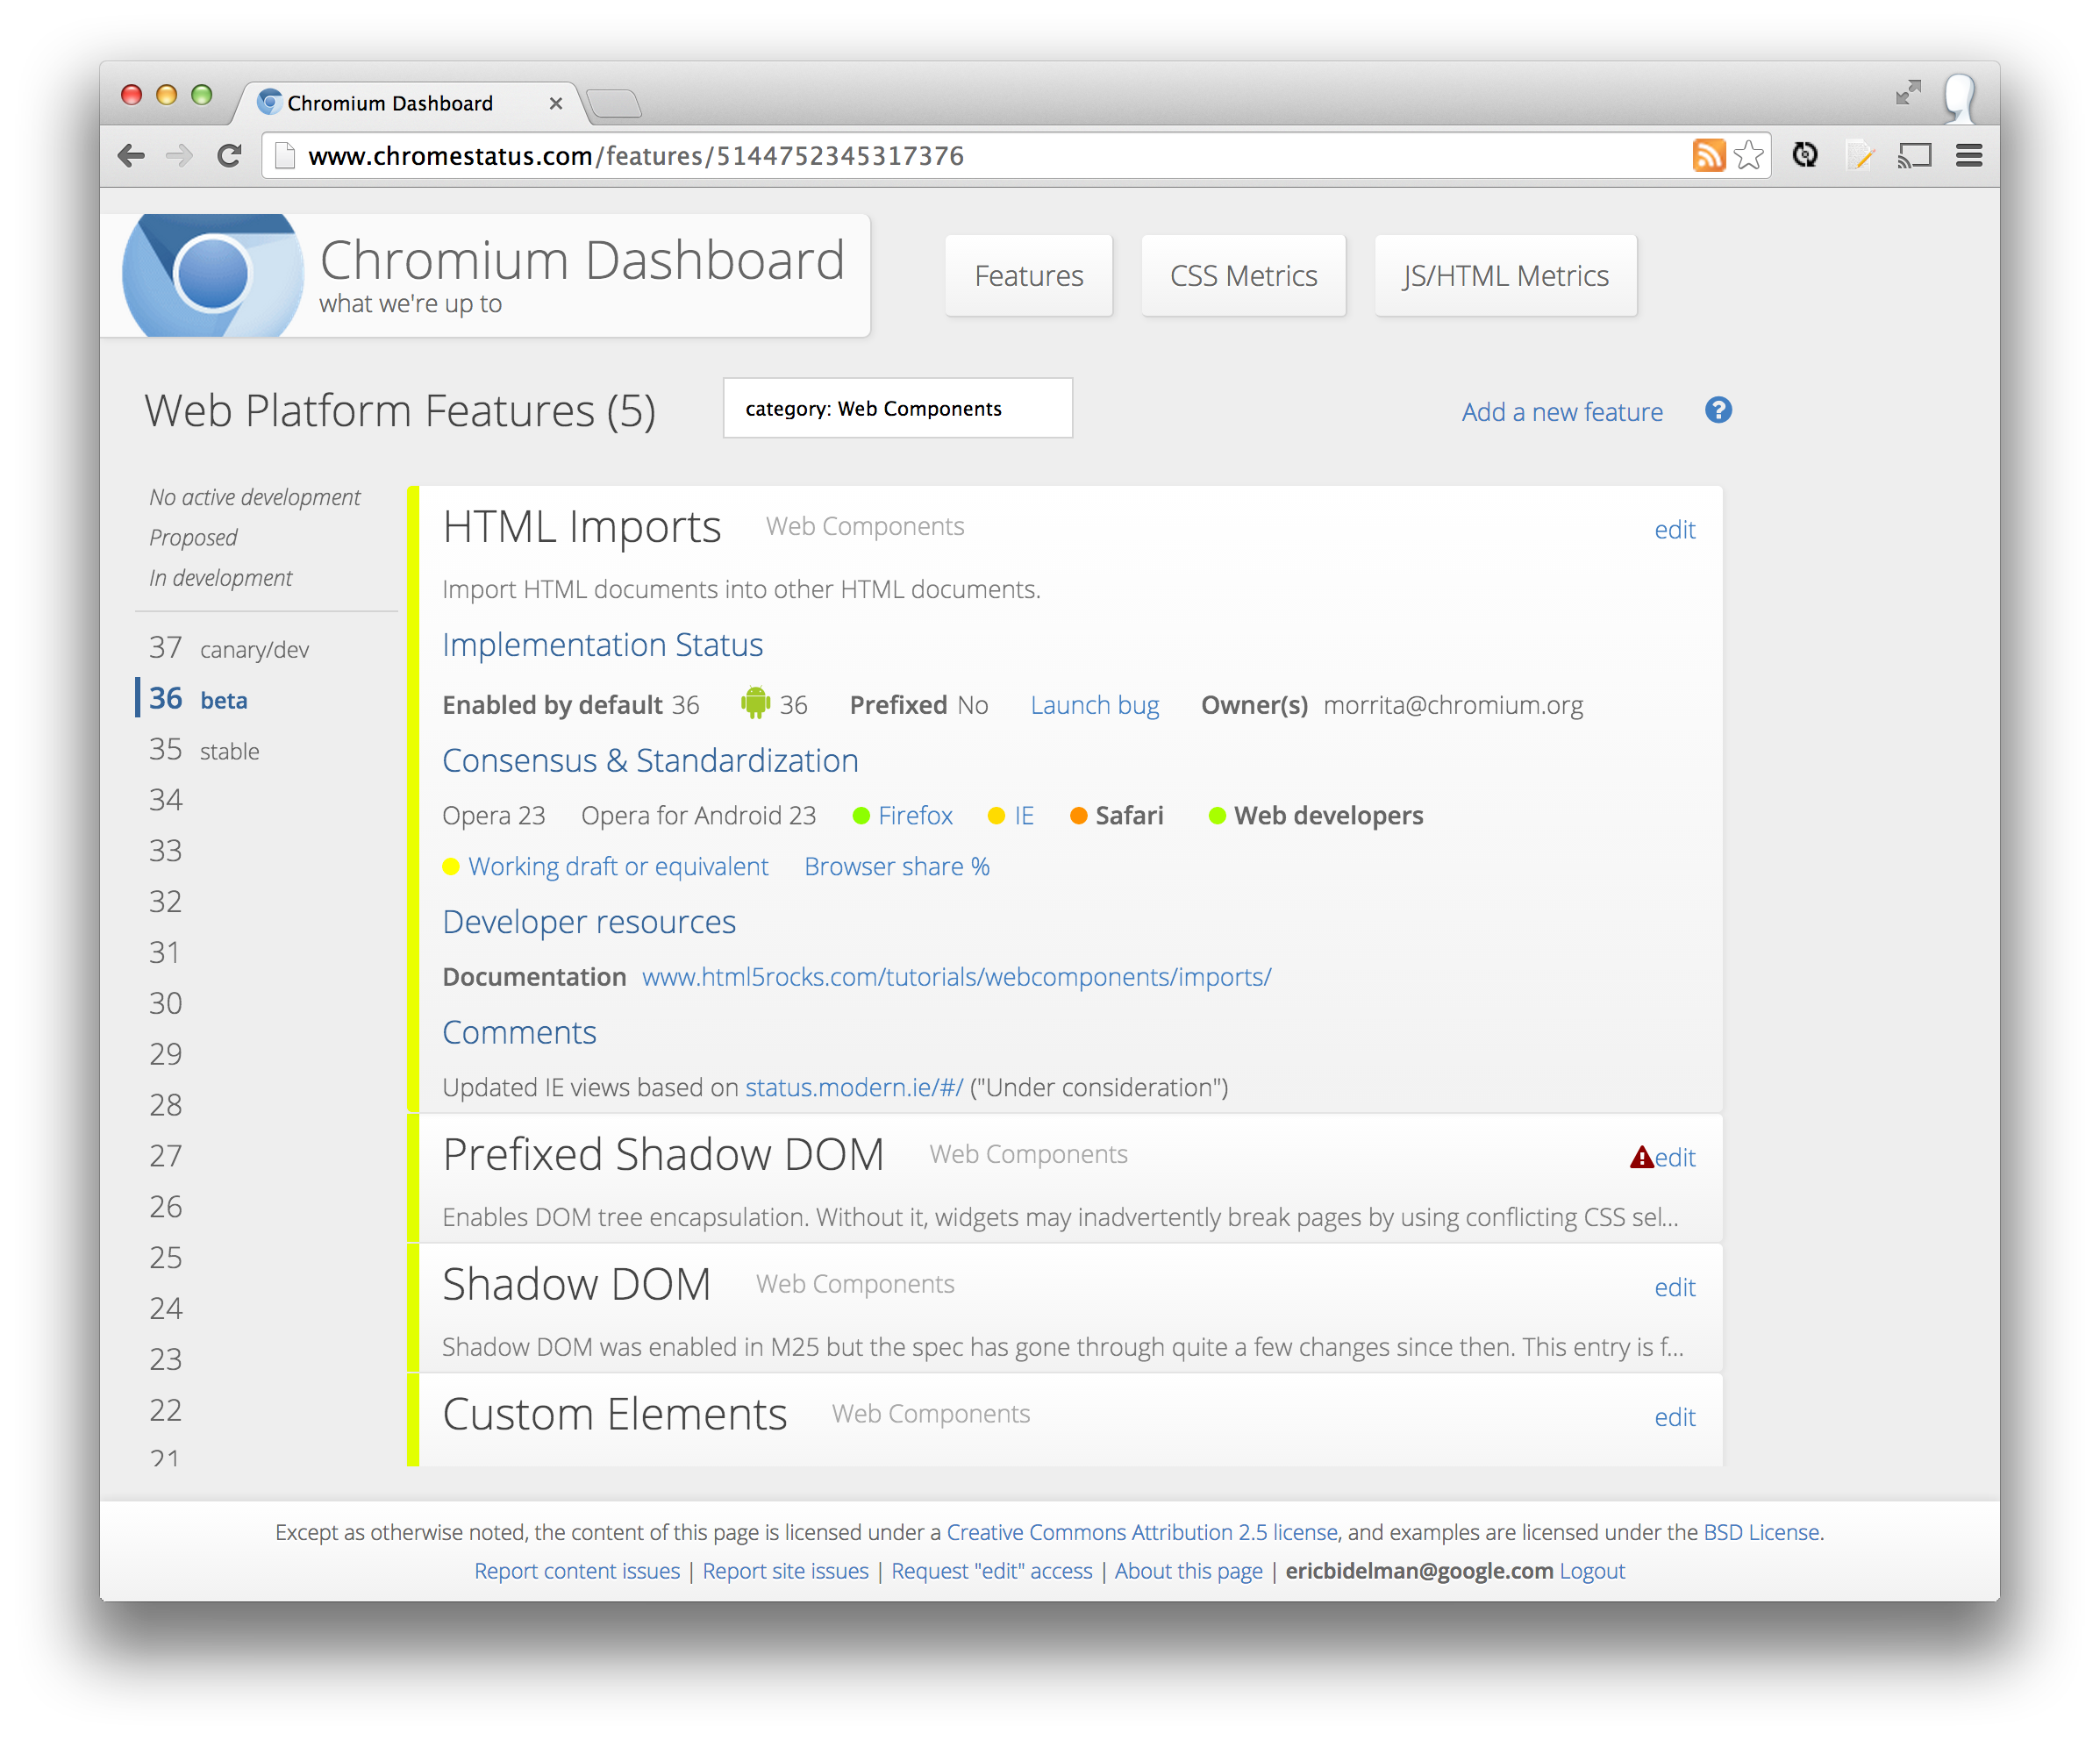 Chromium Dashboard
www.chromestatus.com/features/5144752345317376
Chromium Dashboard
what we're up to
Features
CSS Metrics
JS/HTML Metrics
Web Platform Features (5)
category: Web Components
Add a new feature
?
No active development
Proposed
In development
37 canary/dev
36 beta
35 stable
34
33
32
31
30
29
28
27
26
25
24
23
22
21
HTML Imports Web Components edit
Import HTML documents into other HTML documents.
Implementation Status
Enabled by default 36 36 Prefixed No Launch bug Owner(s) morrita@chromium.org
Consensus & Standardization
Opera 23 Opera for Android 23 Firefox IE Safari Web developers
Working draft or equivalent Browser share %
Developer resources
Documentation www.html5rocks.com/tutorials/webcomponents/imports/
Comments
Updated IE views based on status.modern.ie/#/ ("Under consideration")
Prefixed Shadow DOM Web Components edit
Enables DOM tree encapsulation. Without it, widgets may inadvertently break pages by using conflicting CSS sel...
Shadow DOM Web Components edit
Shadow DOM was enabled in M25 but the spec has gone through quite a few changes since then. This entry is f...
Custom Elements Web Components edit
Except as otherwise noted, the content of this page is licensed under a Creative Commons Attribution 2.5 license, and examples are licensed under the BSD License.
Report content issues | Report site issues | Request "edit" access | About this page | ericbidelman@google.com Logout